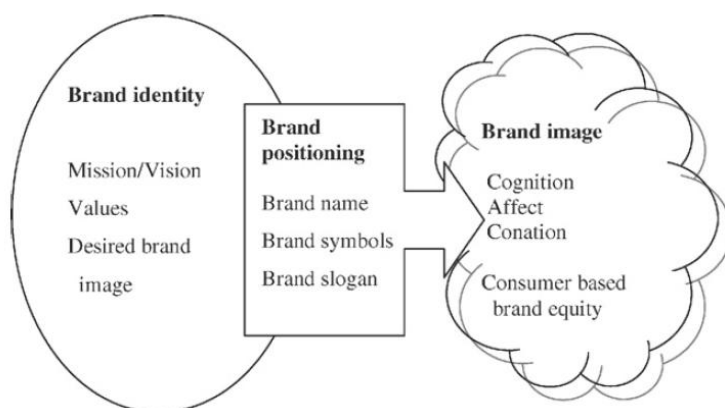 Brand identity
Mission/Vision
Values
Desired brand
image
Brand
positioning
Brand name
Brand symbols
Brand slogan
Brand image
Cognition
Affect
Conation
Consumer based
brand equity